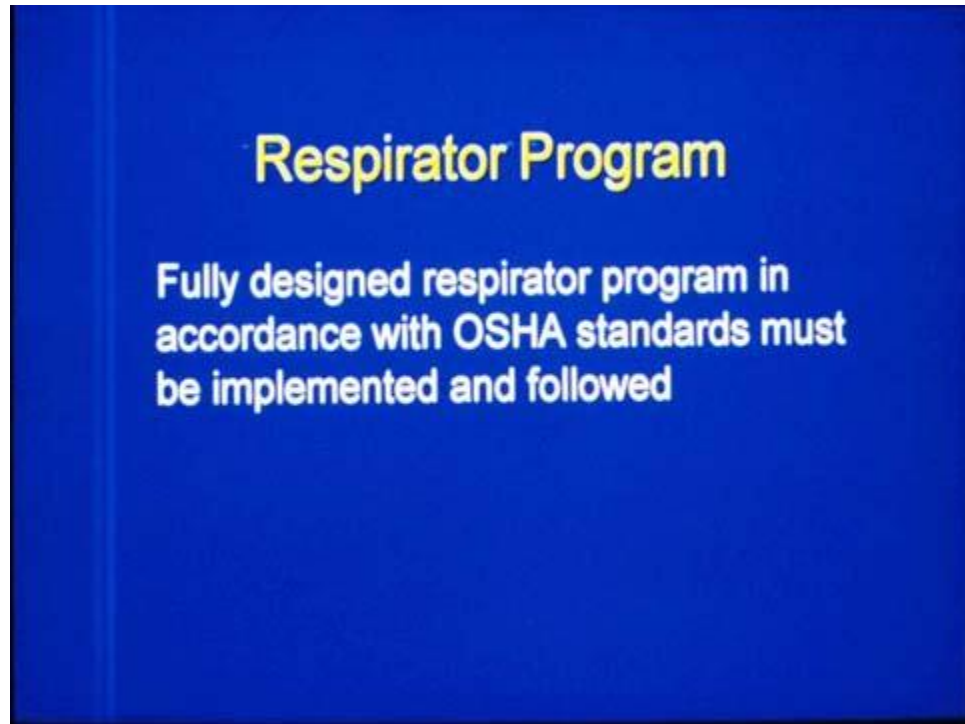 Respirator Program
Fully designed respirator program in
accordance with OSHA standards must
be implemented and followed